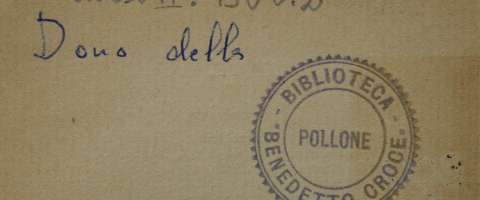 Dono della
BIBLIOTECA
POLLONE
BENEDETTO CROCE